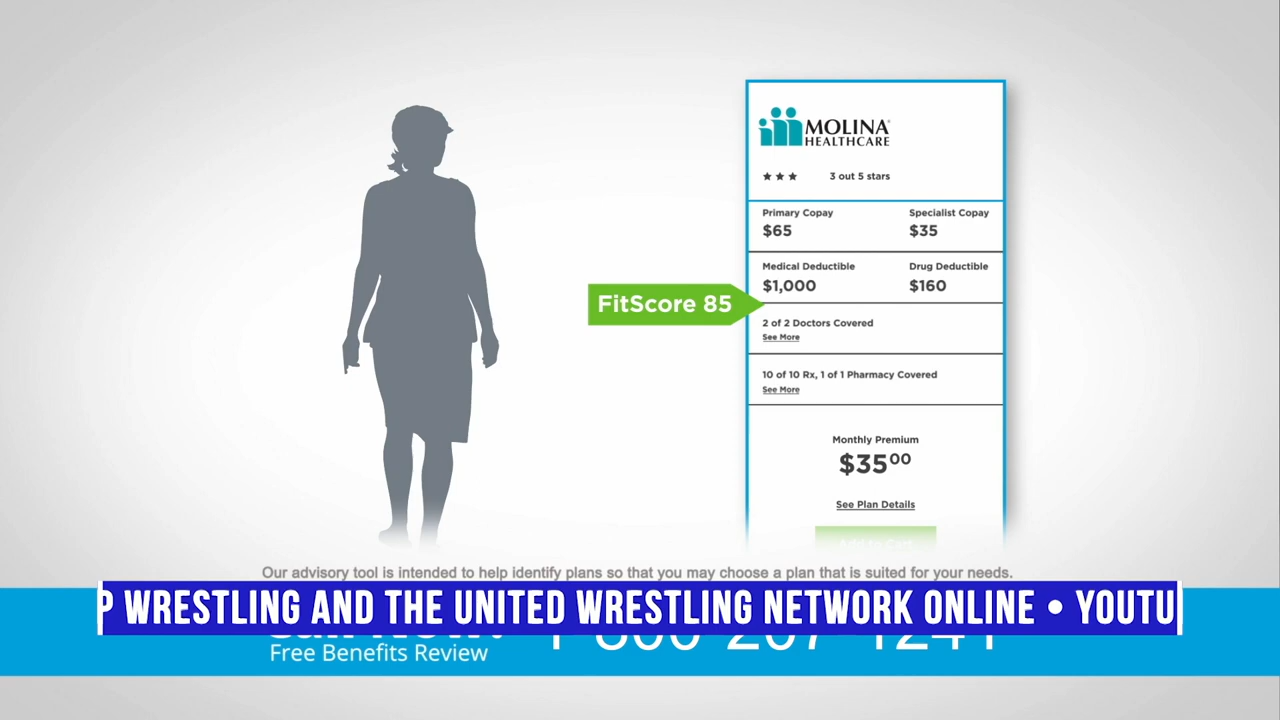 MOLINA
HEALTHCARE
3 out 5 stars
Primary Copay
Specialist Copay
$65
$35
Medical Deductible
Drug Deductible
$1,000
$160
FitScore 85
2 of 2 Doctors Covered
See More
10 of 10 Rx, 1 of 1 Pharmacy Covered
See More
Monthly Premium
$35 00
See Plan Details
Our advisory tool is intended to help identify plans so that you may choose a plan that is suited for your needs.
WRESTLING AND THE UNITED WRESTLING NETWORK ONLINE •
Free Benefits Review